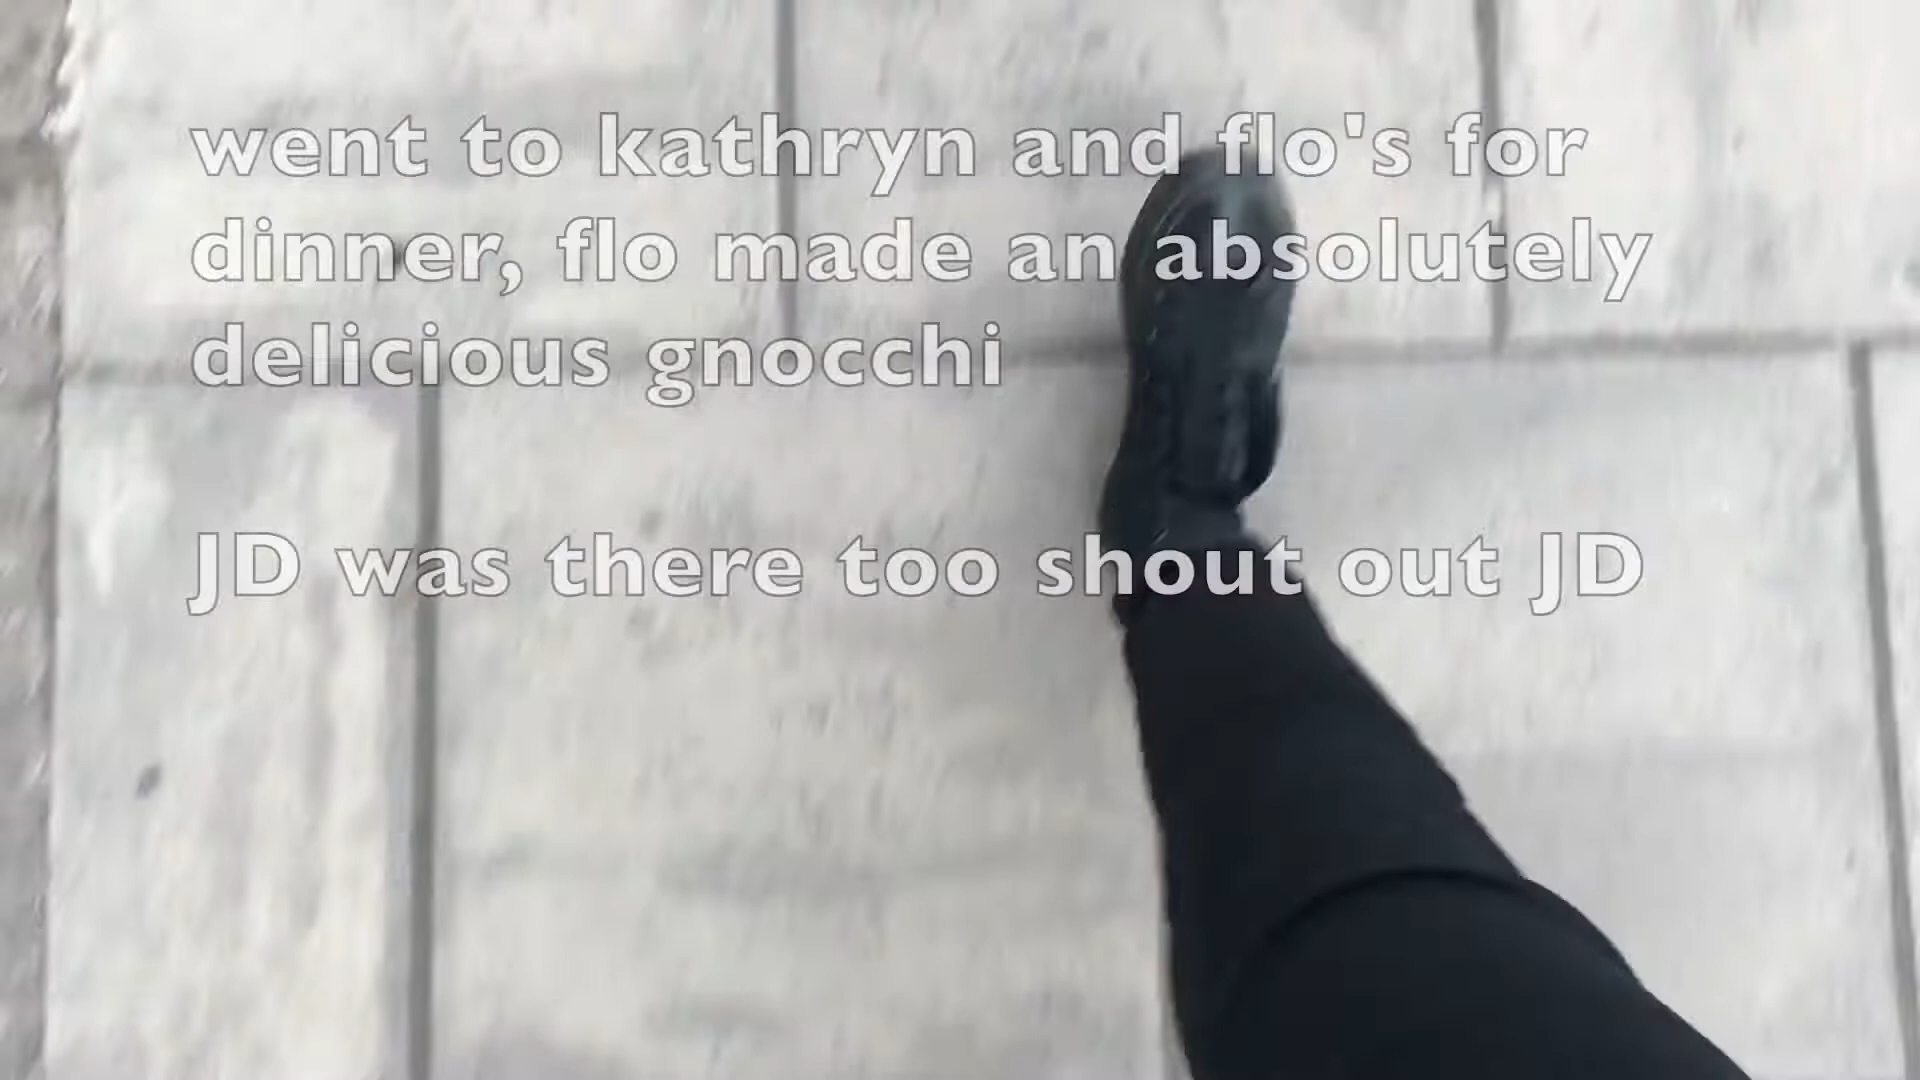 went to kathryn and flo's for
dinner, flo made an absolutely
delicious gnocchi
JD was there too shout out JD